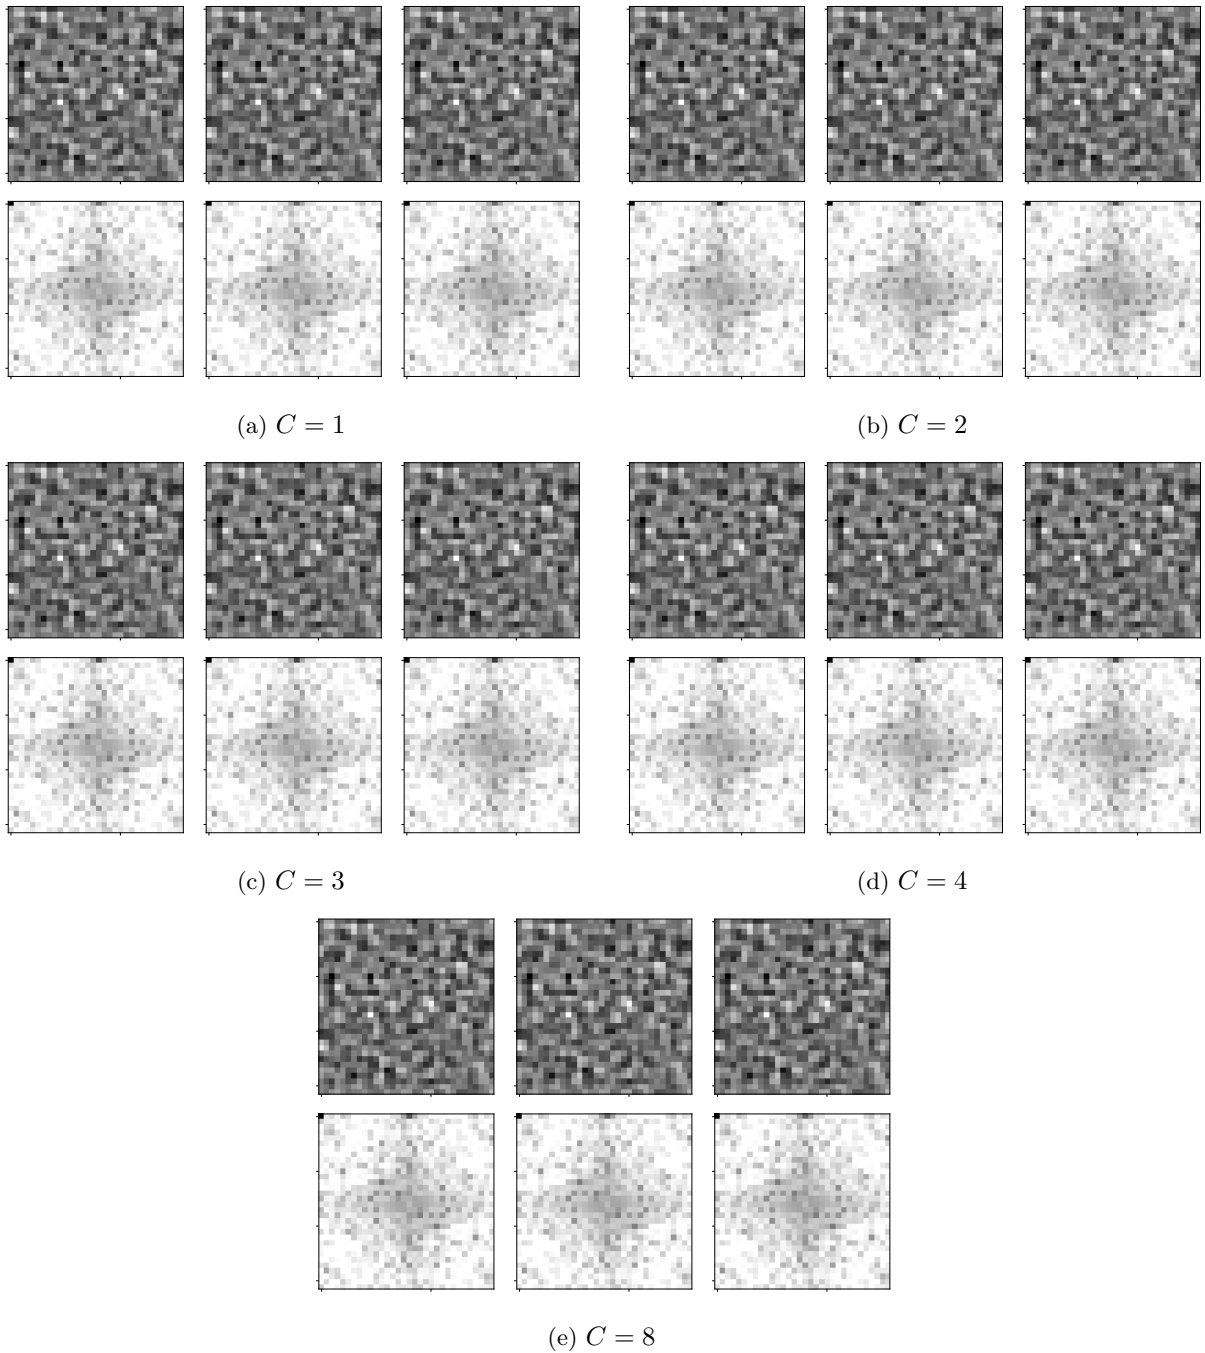 (a) C = 1
(b) C = 2
(c) C = 3
(d) C = 4
(e) C = 8